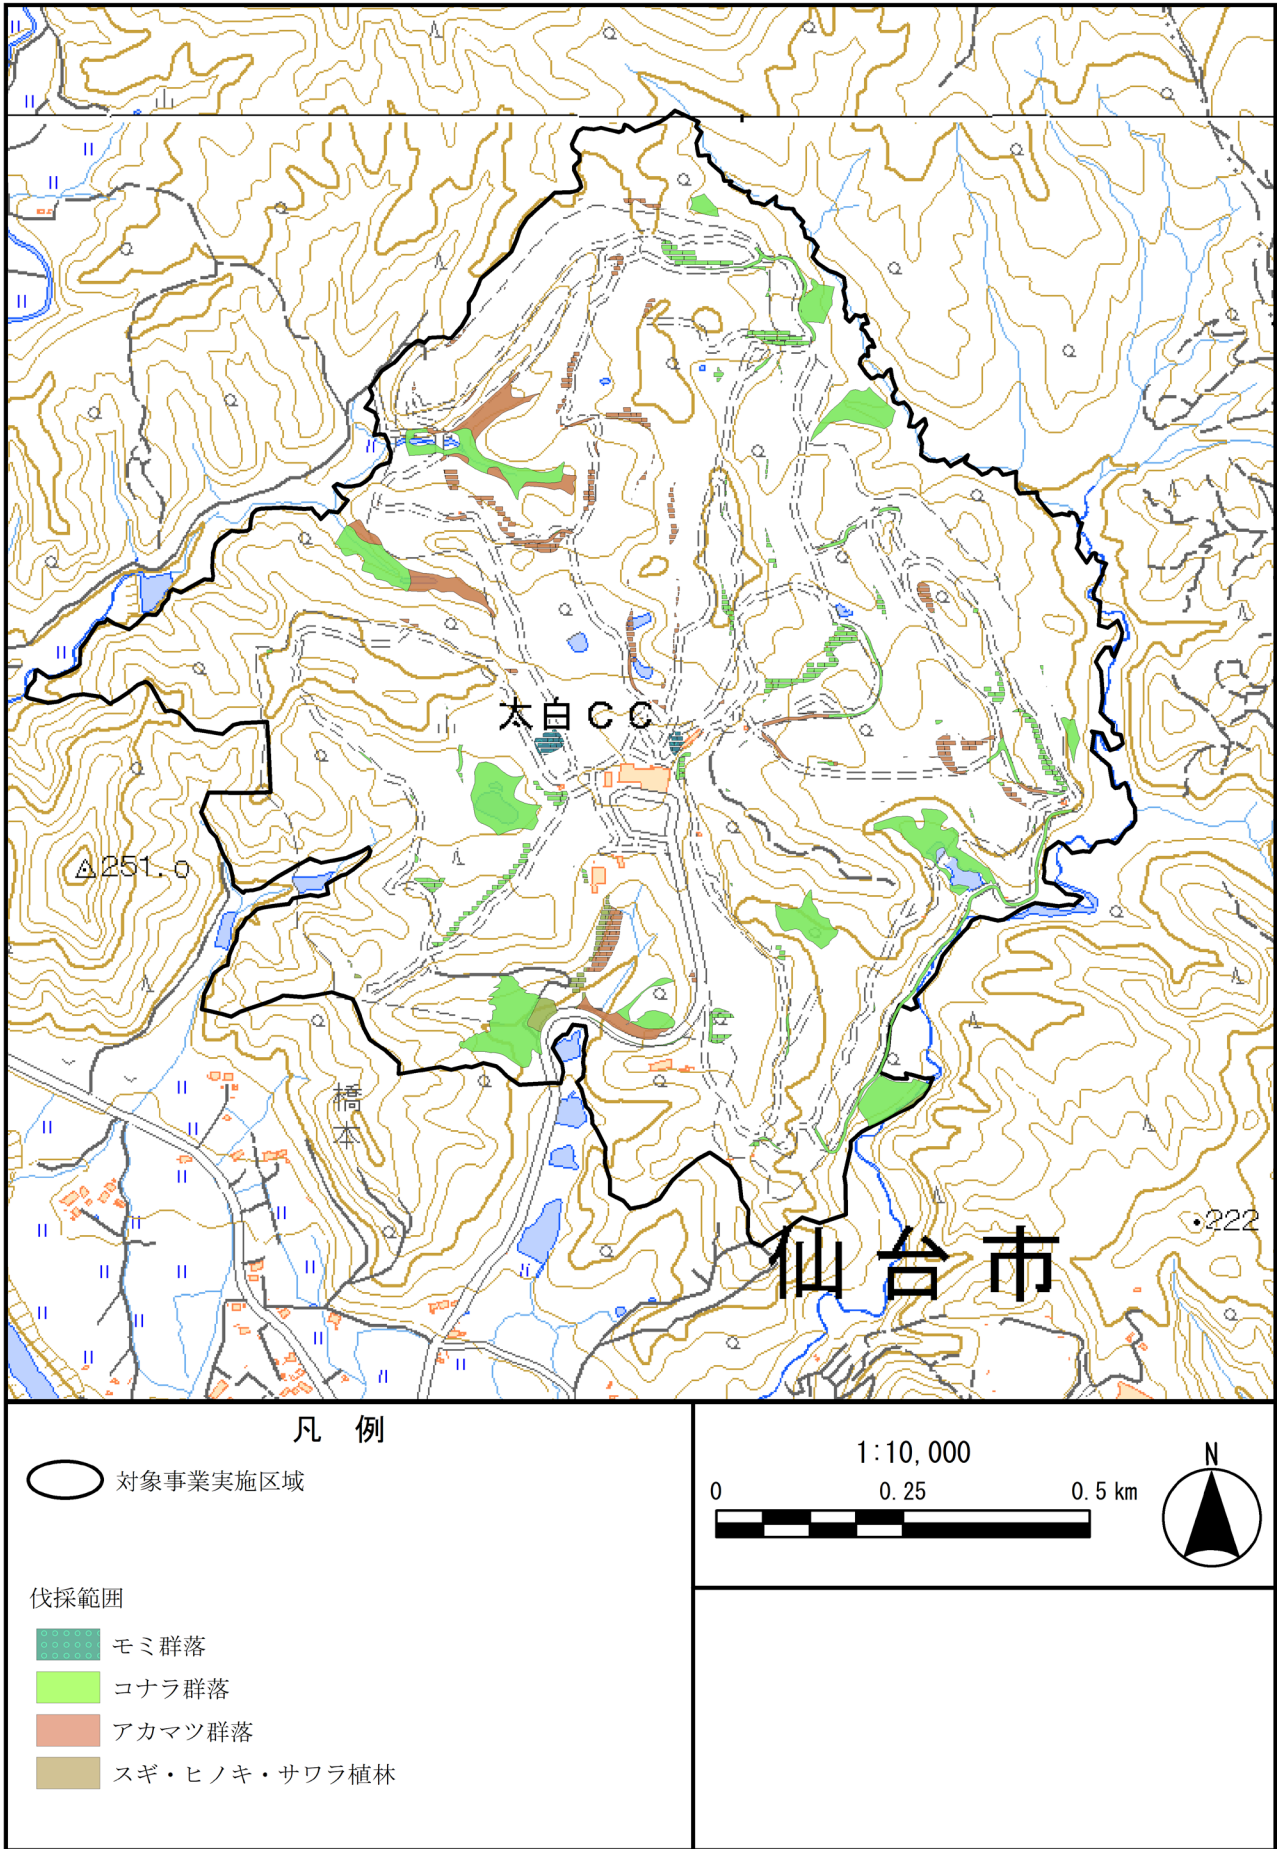 太白CC
251.0
橋本
222
仙台市
凡 例
対象事業実施区域
伐採範囲
モミ群落
コナラ群落
アカマツ群落
スギ・ヒノキ・サワラ植林
1:10,000
0 0.25 0.5 km
N